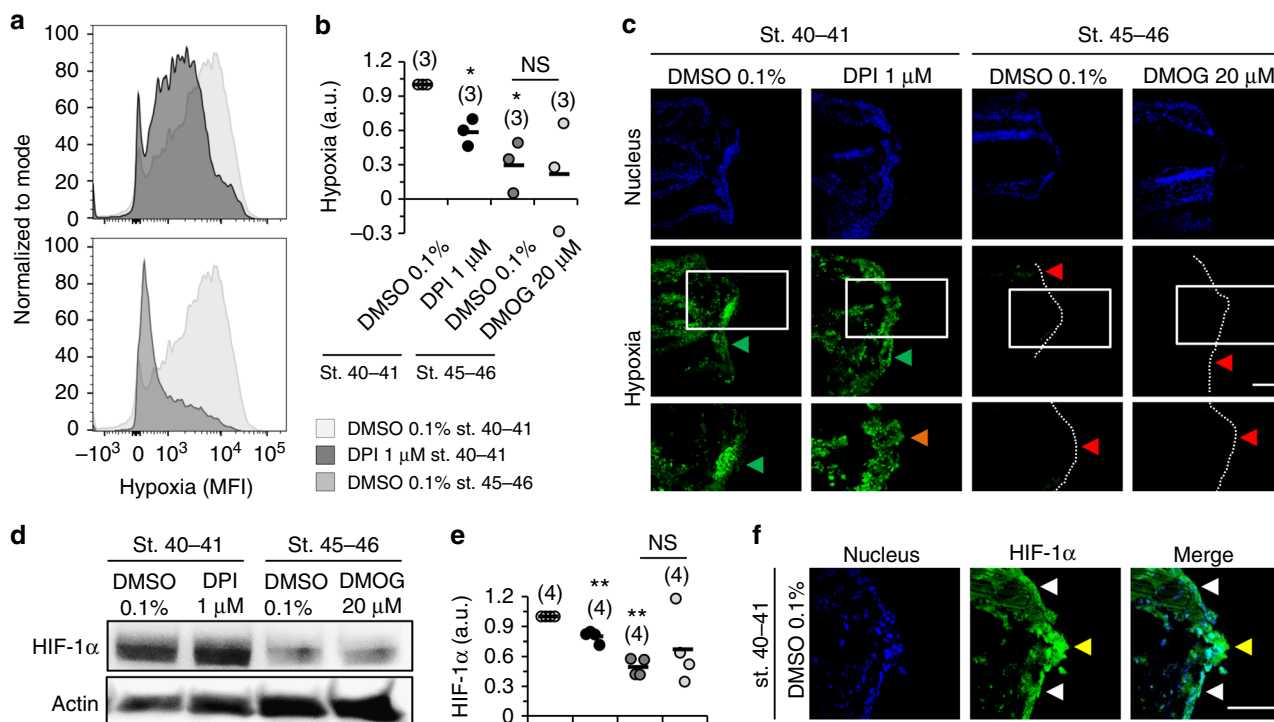 a
100
80
60
40
20
0
80
60
40
20
0
−10³ 0 10³ 10⁴ 10⁵
Normalized to mode
Hypoxia (MFI)
b
NS
(3)
*
(3)
*
(3)
(3)
1.2
0.9
0.6
0.3
0
−0.3
Hypoxia (a.u.)
DMSO 0.1%
DPI 1 μM
DMSO 0.1%
DMOG 20 μM
St. 40–41
St. 45–46
DMSO 0.1% st. 40–41
DPI 1 μM st. 40–41
DMSO 0.1% st. 45–46
c
St. 40–41
St. 45–46
DMSO 0.1%
DPI 1 μM
DMSO 0.1%
DMOG 20 μM
Nucleus
Hypoxia
d
St. 40–41
St. 45–46
DMSO 0.1%
DPI 1 μM
DMSO 0.1%
DMOG 20 μM
HIF-1α
Actin
e
NS
(4)
**
(4)
**
(4)
(4)
1.2
0.9
0.6
0.3
0
HIF-1α (a.u.)
f
Nucleus
HIF-1α
Merge
st. 40–41
DMSO 0.1%